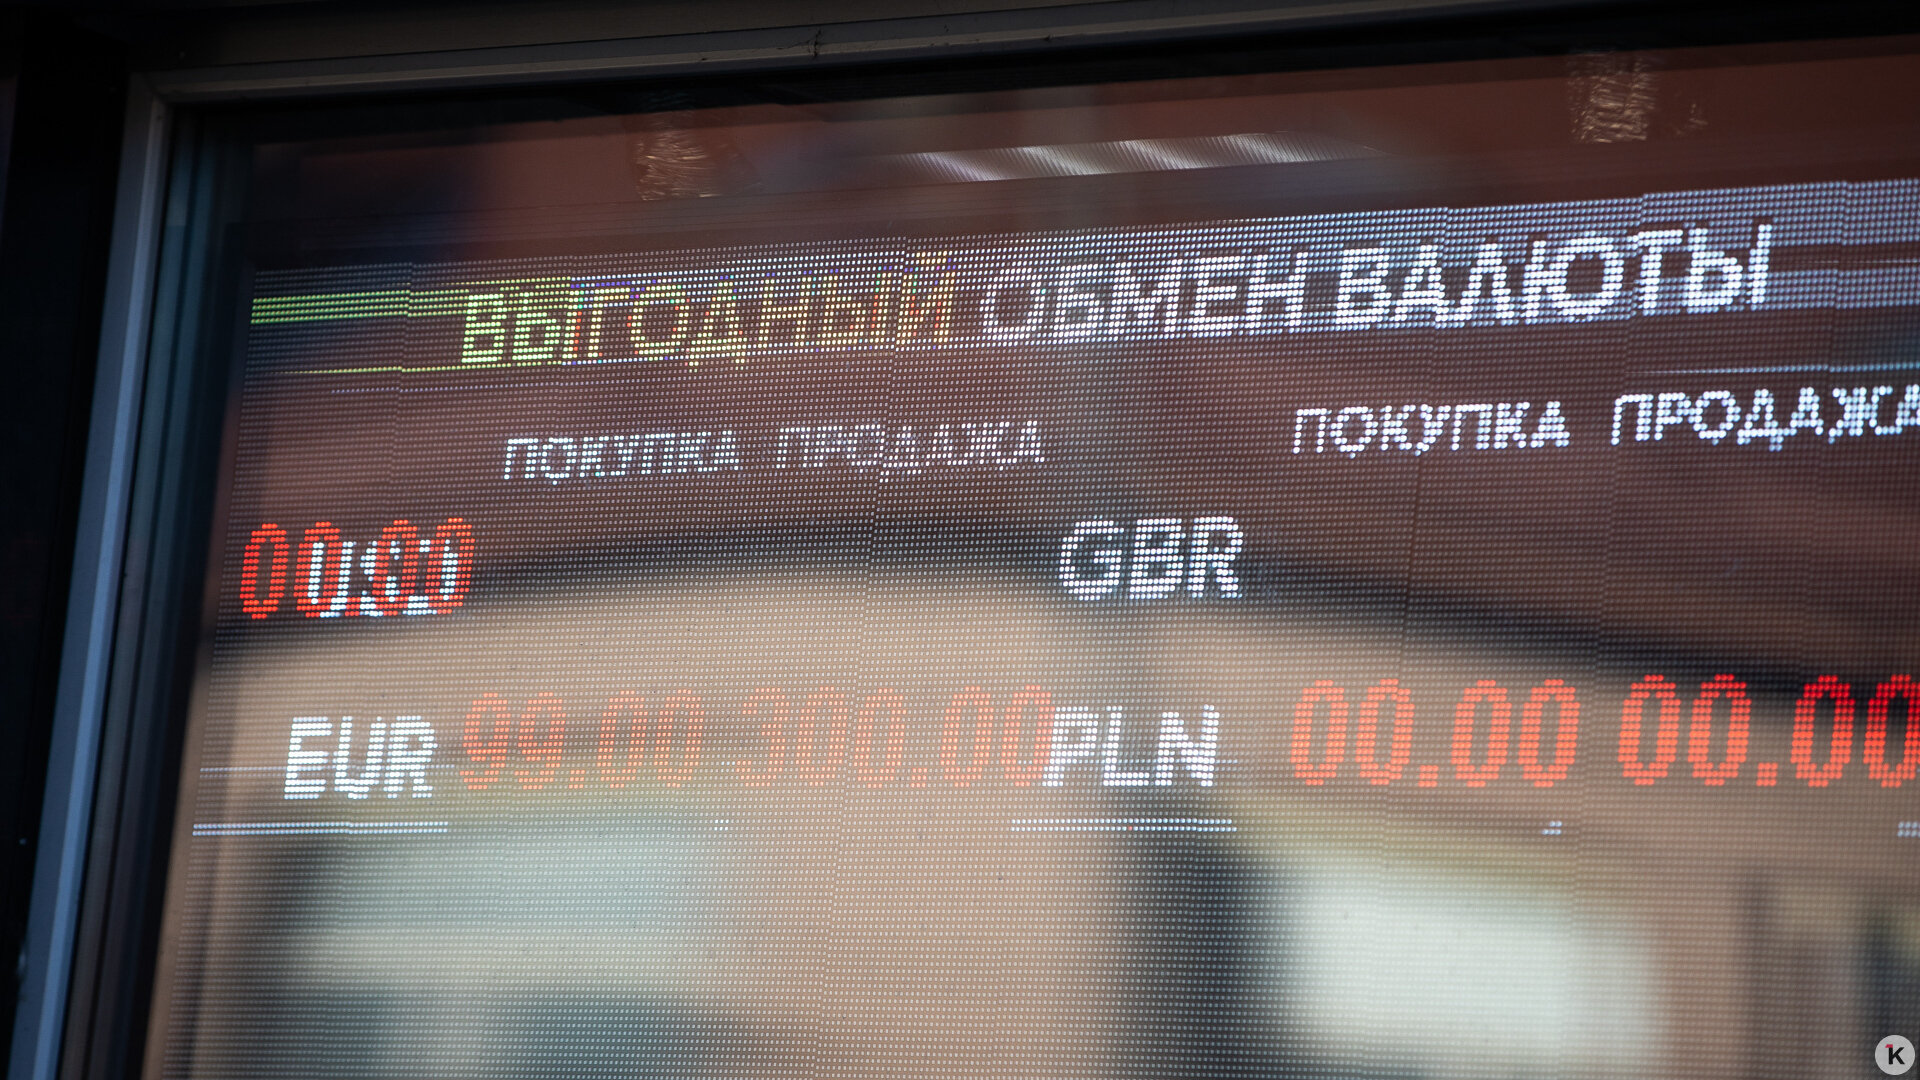 ВЫГОДНЫЙ ОБМЕН ВАЛЮТЫ
ПОКУПКА ПРОДАЖА ПОКУПКА ПРОДАЖА
00.00 USD GBR
EUR 99.00 300.00 PLN 00.00 00.00
K